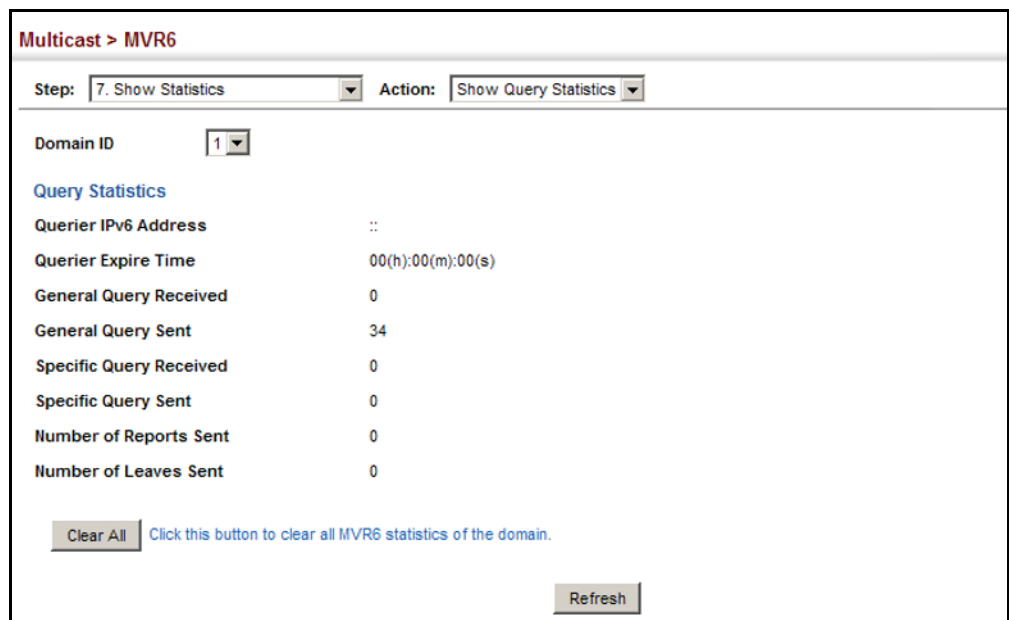 Multicast > MVR6
Step: 7. Show Statistics Action: Show Query Statistics
Domain ID 1
Query Statistics
Querier IPv6 Address ::
Querier Expire Time 00(h):00(m):00(s)
General Query Received 0
General Query Sent 34
Specific Query Received 0
Specific Query Sent 0
Number of Reports Sent 0
Number of Leaves Sent 0
Clear All Click this button to clear all MVR6 statistics of the domain.
Refresh